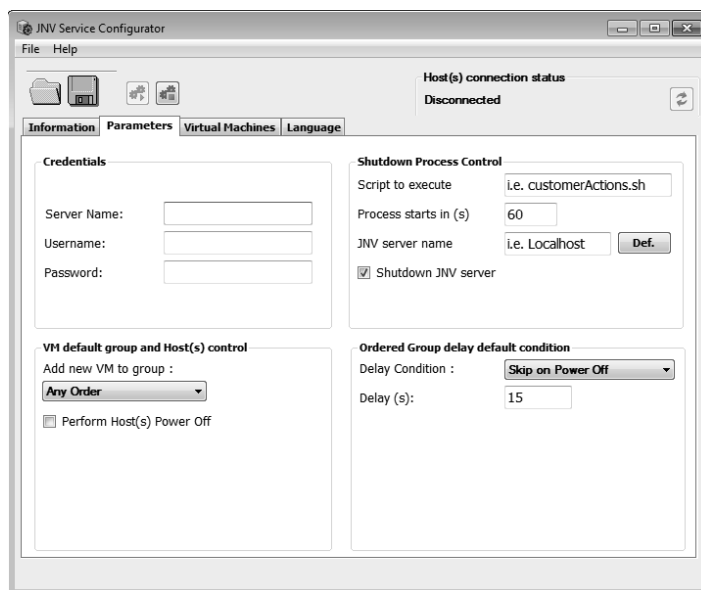 JNV Service Configurator
File Help
Host(s) connection status
Disconnected
Information Parameters Virtual Machines Language
Credentials
Server Name:
Username:
Password:
Shutdown Process Control
Script to execute i.e. customerActions.sh
Process starts in (s) 60
JNV server name i.e. Localhost Def.
Shutdown JNV server
VM default group and Host(s) control
Add new VM to group :
Any Order
Perform Host(s) Power Off
Ordered Group delay default condition
Delay Condition : Skip on Power Off
Delay (s): 15